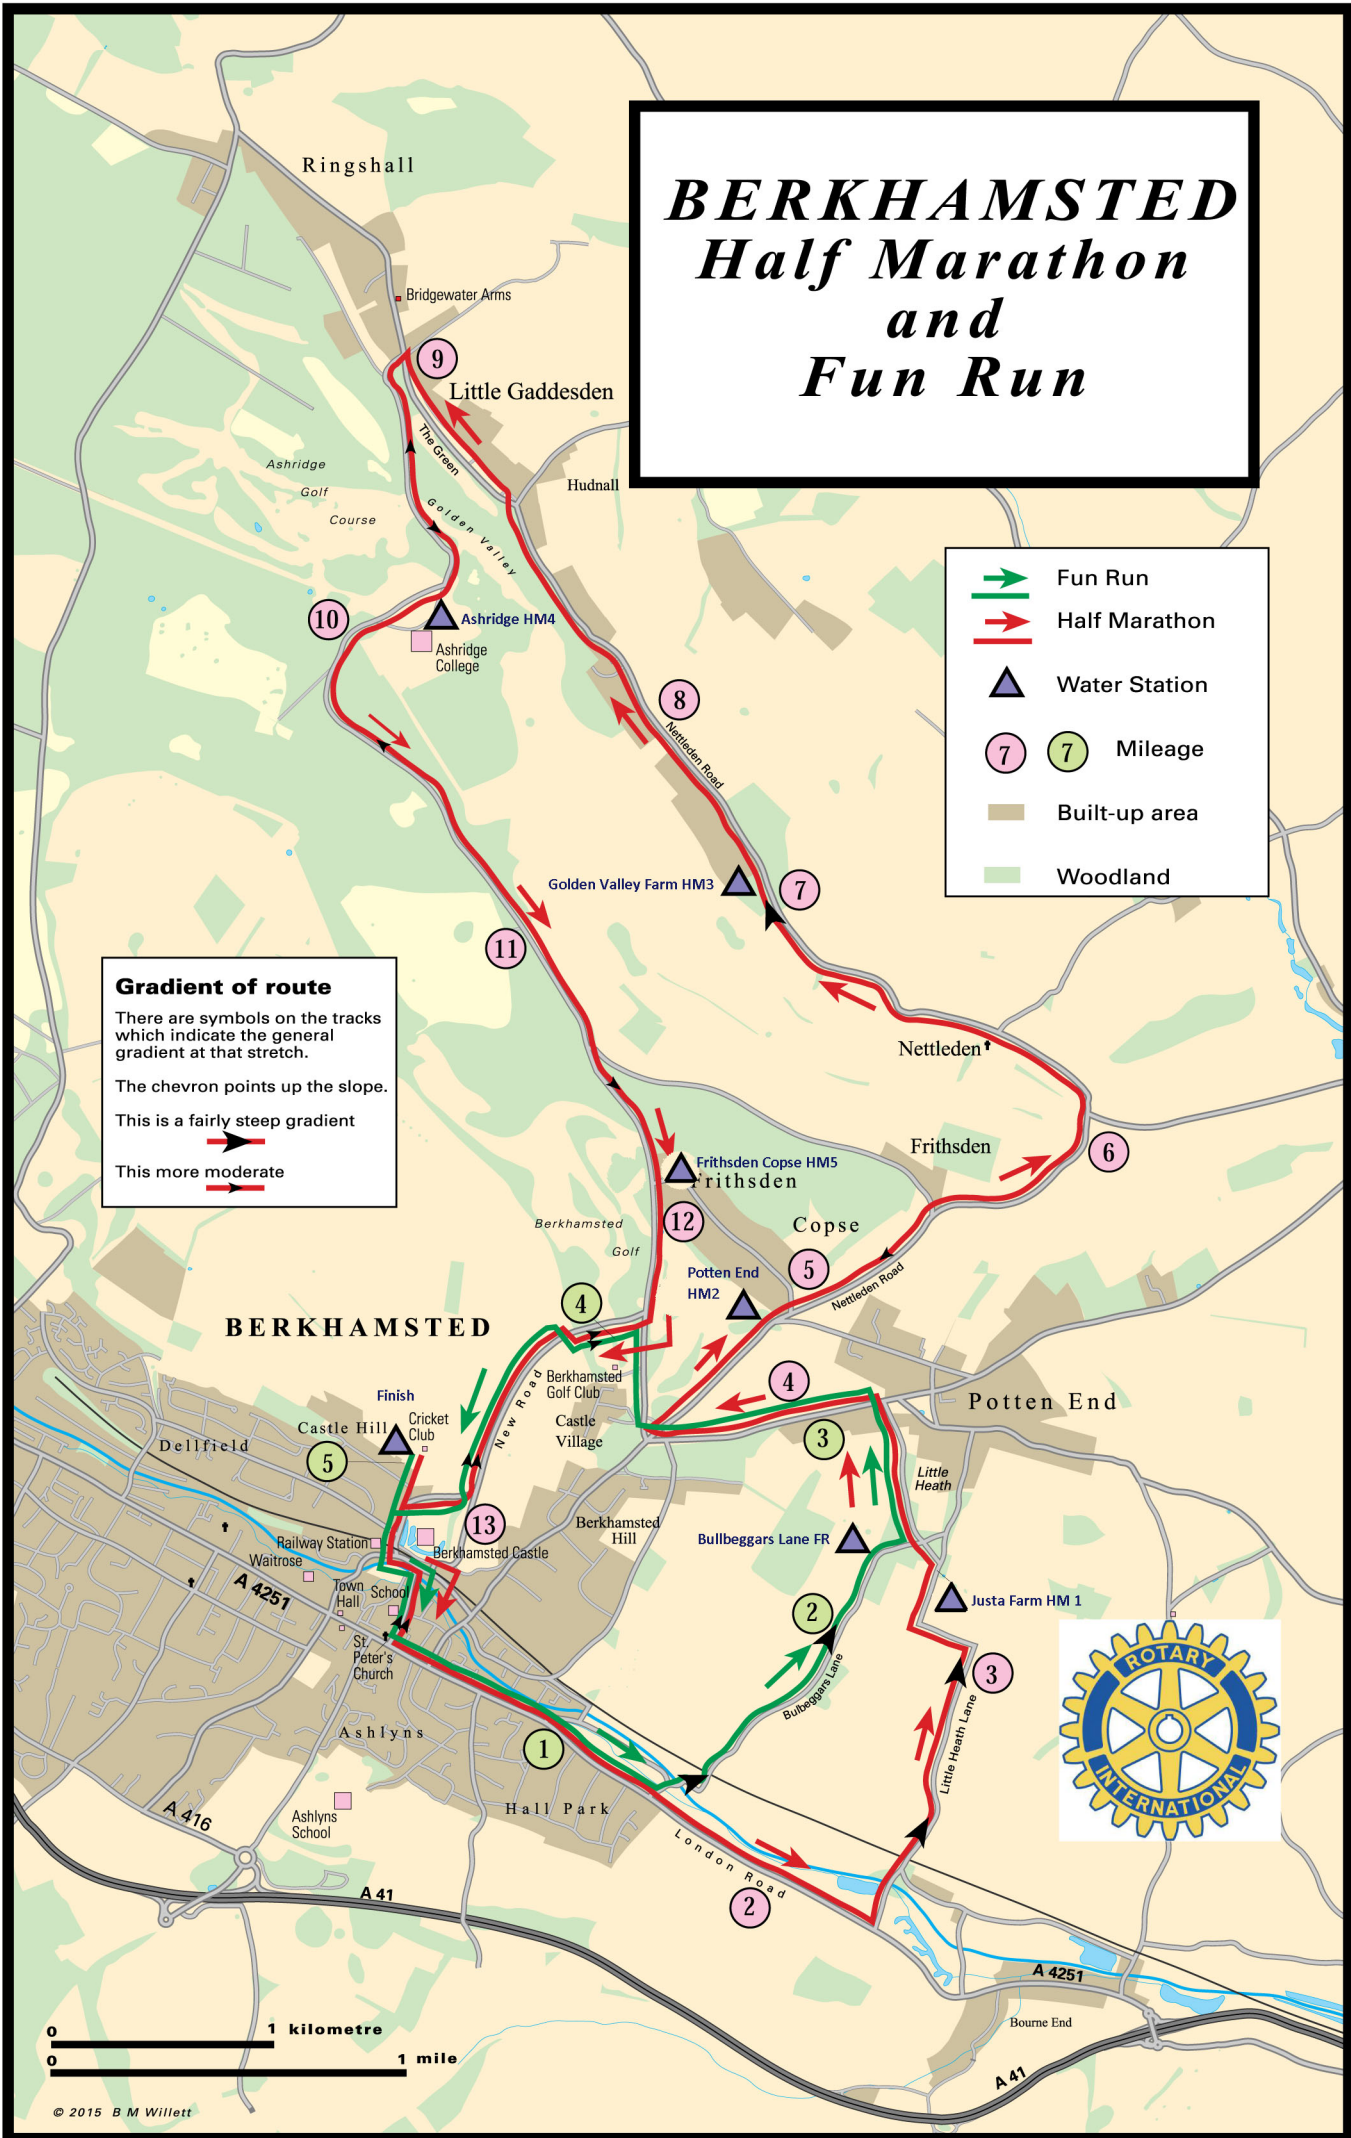 BERKHAMSTED
Half Marathon
and
Fun Run
Ringshall
Bridgewater Arms
9
Little Gaddesden
The Green
Hudnall
Ashridge
Golf
Course
Golden Valley
Fun Run
Half Marathon
Water Station
7
7
Mileage
Built-up area
Woodland
10
Ashridge HM4
Ashridge
College
8
Nettleden Road
Golden Valley Farm HM3
7
11
Gradient of route
There are symbols on the tracks
which indicate the general
gradient at that stretch.
The chevron points up the slope.
This is a fairly steep gradient
This more moderate
Nettleden
Frithsden
6
Frithsden Copse HM5
Frithsden
Copse
12
Berkhamsted
Golf
5
Nettleden Road
Potten End
HM2
4
BERKHAMSTED
Berkhamsted
Golf Club
4
Potten End
Finish
Castle Hill
Cricket
Club
New Road
Castle
Village
3
Dellfield
5
Little
Heath
13
Berkhamsted
Hill
Bullbeggars Lane FR
Railway Station
Waitrose
Berkhamsted Castle
A 4251
Town
Hall
School
2
Justa Farm HM 1
St.
Peter's
Church
Bulbeggars Lane
3
Little Heath Lane
ROTARY
INTERNATIONAL
Ashlyns
1
Hall Park
Ashlyns
School
A 416
London Road
2
A 41
A 4251
Bourne End
A 41
0 1 kilometre
0 1 mile
© 2015 B M Willett